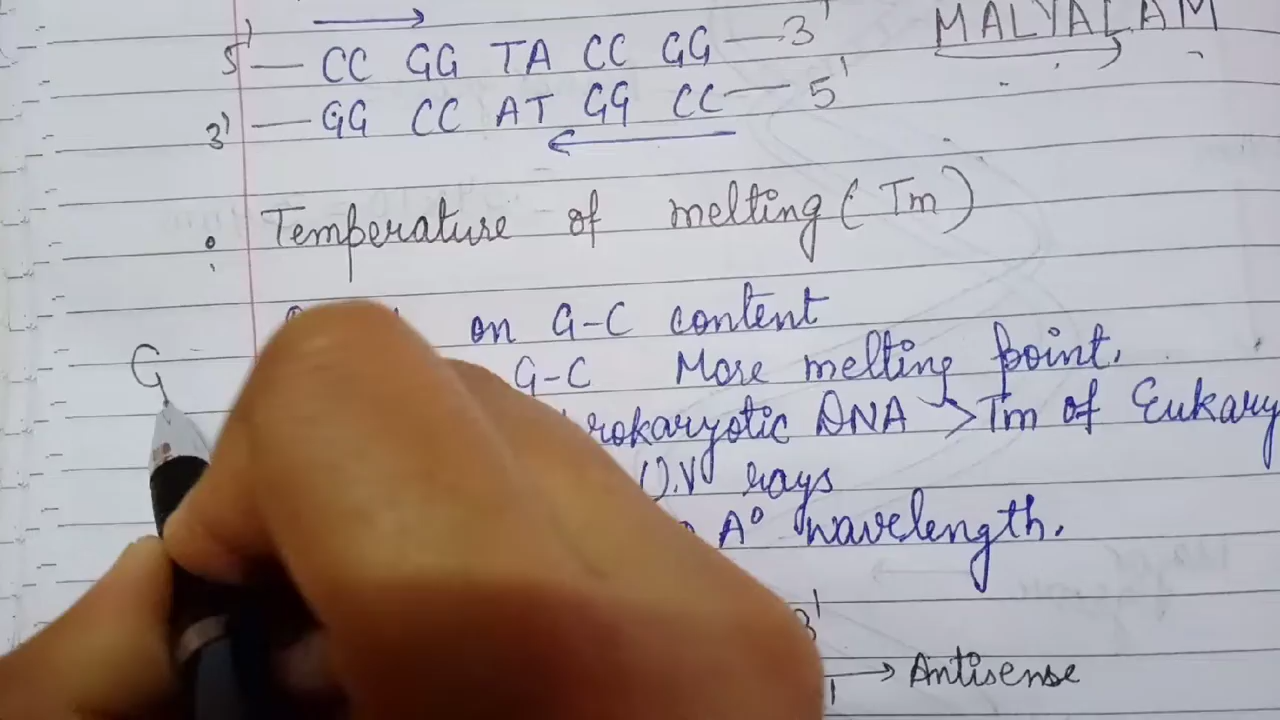 5' — CC GG TA CC GG — 3'
MALYALAM
3' — GG CC AT GG CC — 5'
Temperature of melting (Tm)
on G-C content
G-C More melting point.
DNA > Tm of Eukary
G
U.V rays
A° wavelength.
3'
→ Antisense